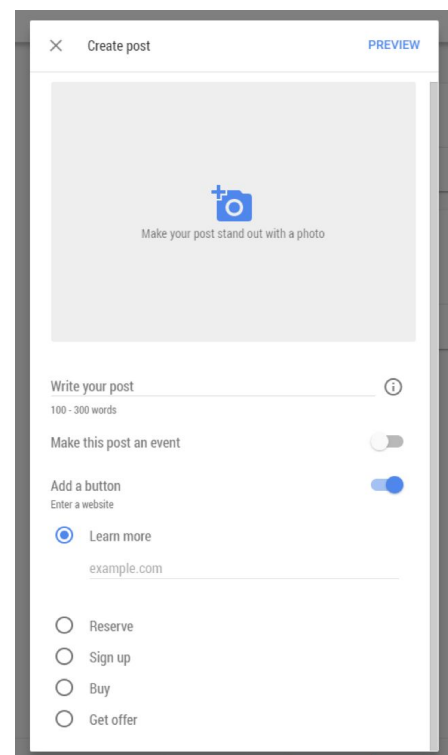 Create post
PREVIEW
Make your post stand out with a photo
Write your post
100 - 300 words
Make this post an event
Add a button
Enter a website
Learn more
example.com
Reserve
Sign up
Buy
Get offer